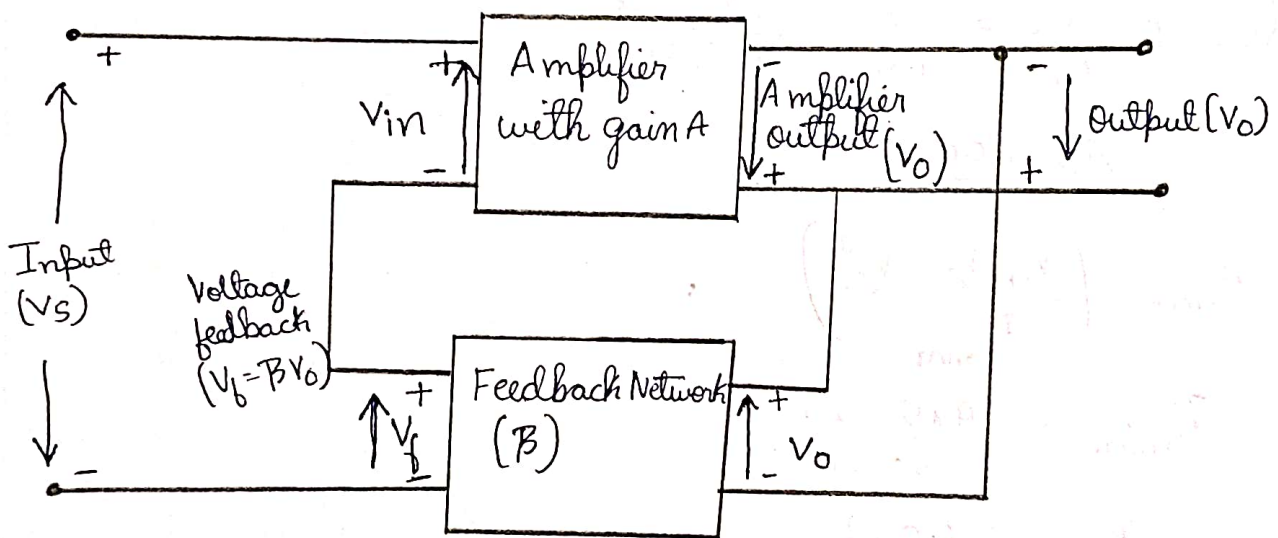 +
+
Amplifier
with gain A
Vin
-
-
Amplifier
output (Vo)
+
-
Output (Vo)
+
Input
(Vs)
Voltage
feedback
(Vf = βVo)
+
Vf
-
-
Feedback Network
(β)
+
Vo
-